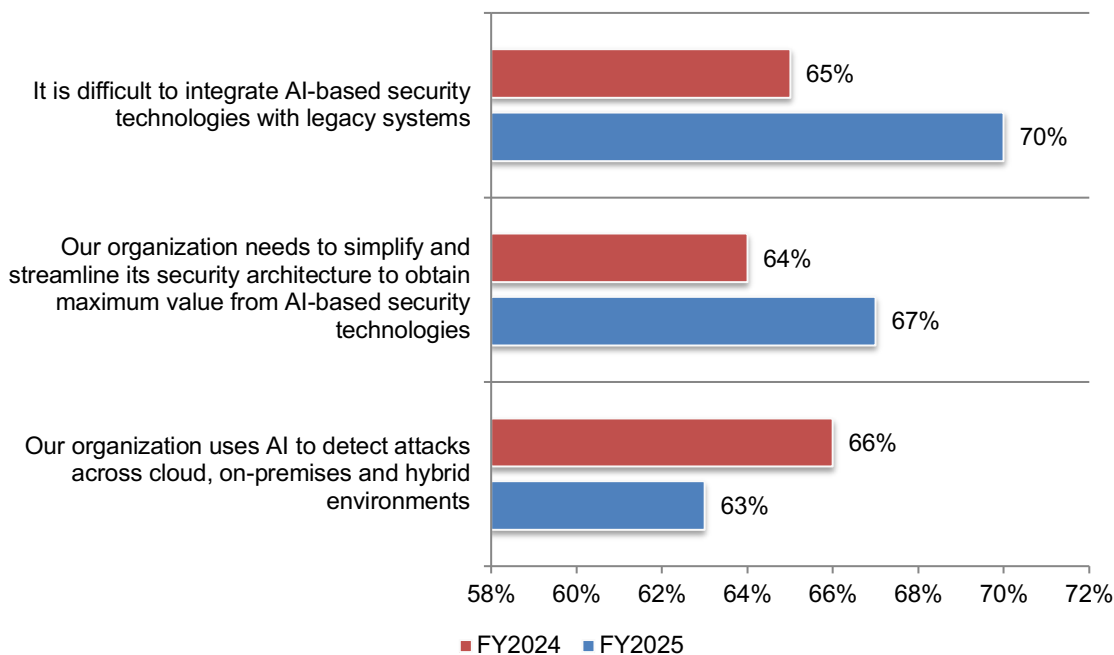 It is difficult to integrate AI-based security
technologies with legacy systems
65%
70%
Our organization needs to simplify and
streamline its security architecture to obtain
maximum value from AI-based security
technologies
64%
67%
Our organization uses AI to detect attacks
across cloud, on-premises and hybrid
environments
66%
63%
58% 60% 62% 64% 66% 68% 70% 72%
FY2024 FY2025